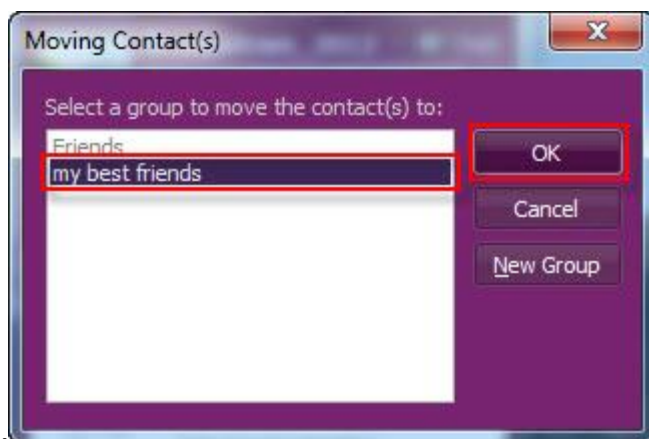 Moving Contact(s)
Select a group to move the contact(s) to:
Friends
my best friends
OK
Cancel
New Group